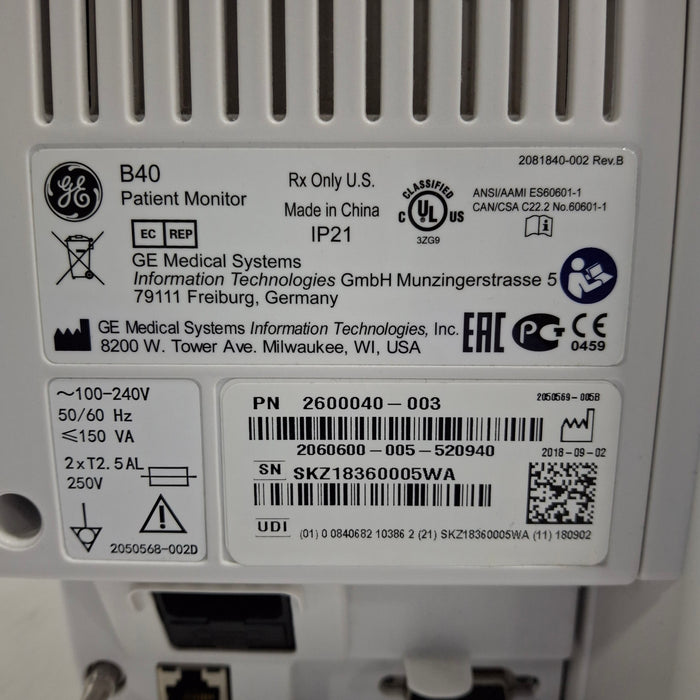 GE
B40
Patient Monitor
Rx Only U.S.
Made in China
IP21
CLASSIFIED
C UL US
3ZG9
2081840-002 Rev.B
ANSI/AAMI ES60601-1
CAN/CSA C22.2 No.60601-1
EC REP
GE Medical Systems
Information Technologies GmbH Munzingerstrasse 5
79111 Freiburg, Germany
GE Medical Systems Information Technologies, Inc.
8200 W. Tower Ave. Milwaukee, WI, USA
EAC
PCT
CE
0459
~100-240V
50/60 Hz
≤150 VA
2xT2.5AL
250V
2050568-002D
PN 2600040-003
2050569-005B
2060600-005-520940
2018-09-02
SN SKZ18360005WA
UDI (01) 0 0840682 10386 2 (21) SKZ18360005WA (11) 180902